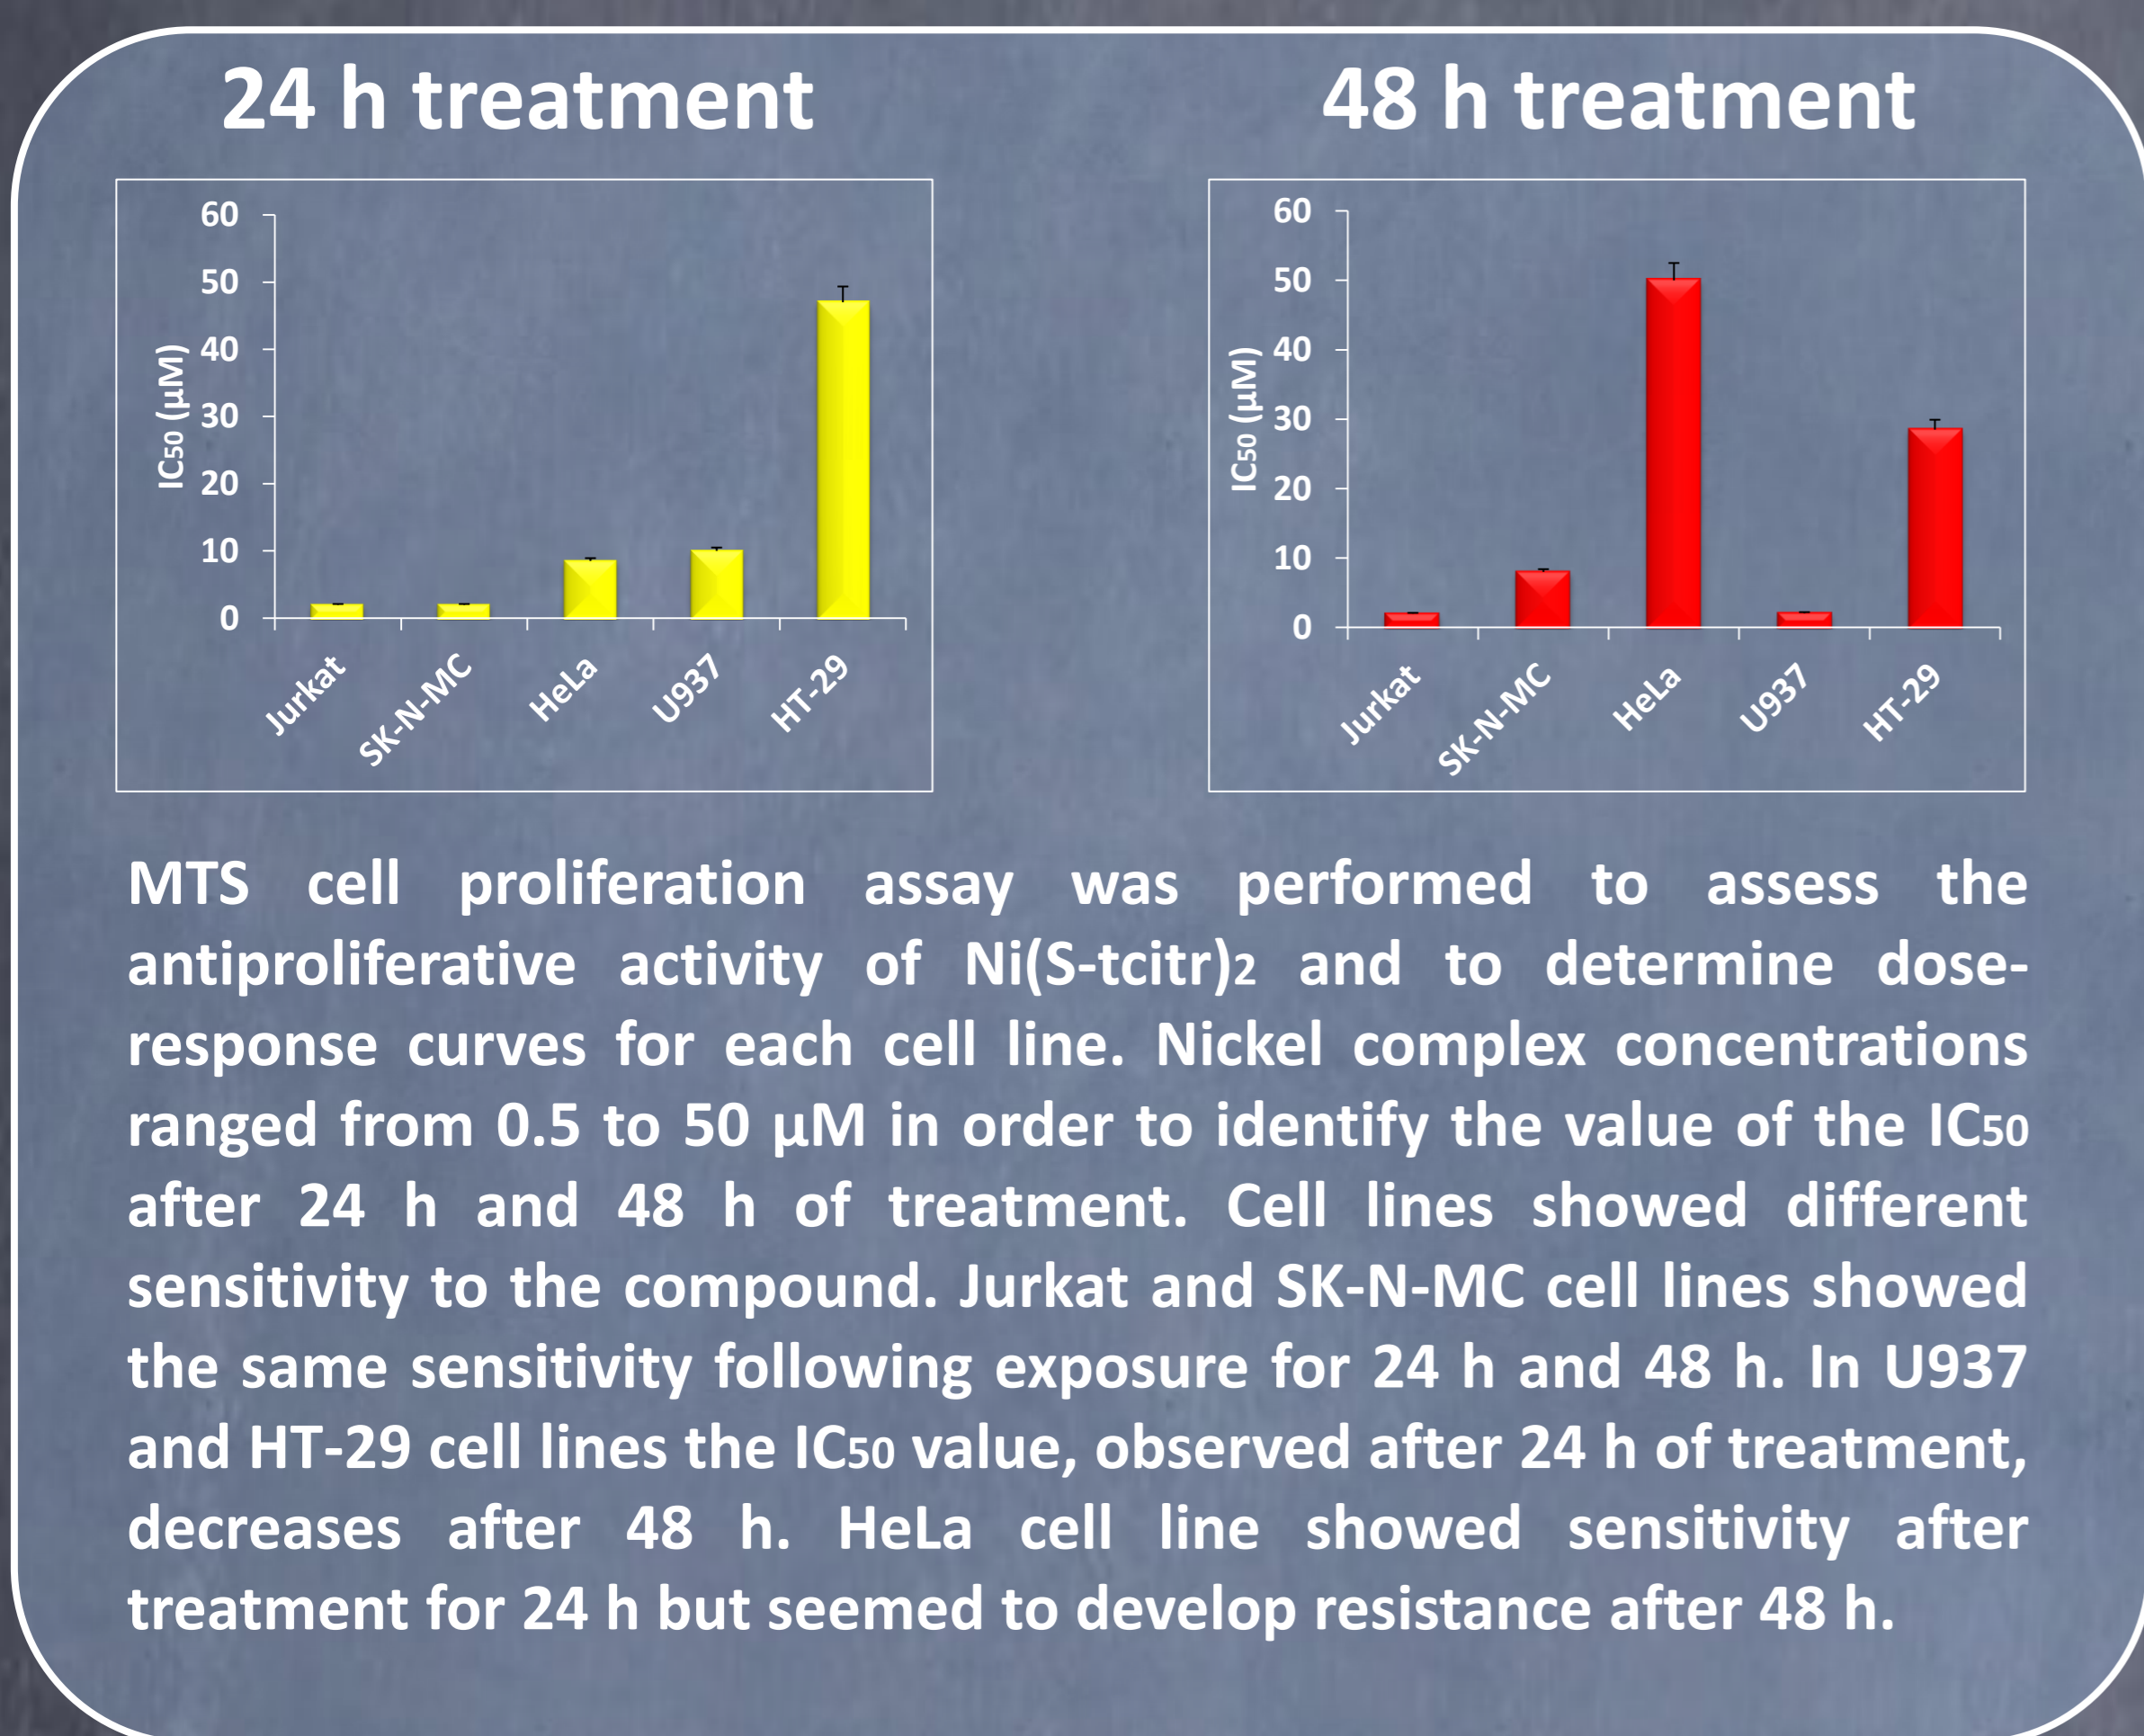 24 h treatment
48 h treatment
60
50
40
30
20
10
0
IC50 (µM)
Jurkat
SK-N-MC
HeLa
U937
HT-29
60
50
40
30
20
10
0
IC50 (µM)
Jurkat
SK-N-MC
HeLa
U937
HT-29
MTS cell proliferation assay was performed to assess the
antiproliferative activity of Ni(S-tcitr)2 and to determine dose-
response curves for each cell line. Nickel complex concentrations
ranged from 0.5 to 50 µM in order to identify the value of the IC50
after 24 h and 48 h of treatment. Cell lines showed different
sensitivity to the compound. Jurkat and SK-N-MC cell lines showed
the same sensitivity following exposure for 24 h and 48 h. In U937
and HT-29 cell lines the IC50 value, observed after 24 h of treatment,
decreases after 48 h. HeLa cell line showed sensitivity after
treatment for 24 h but seemed to develop resistance after 48 h.